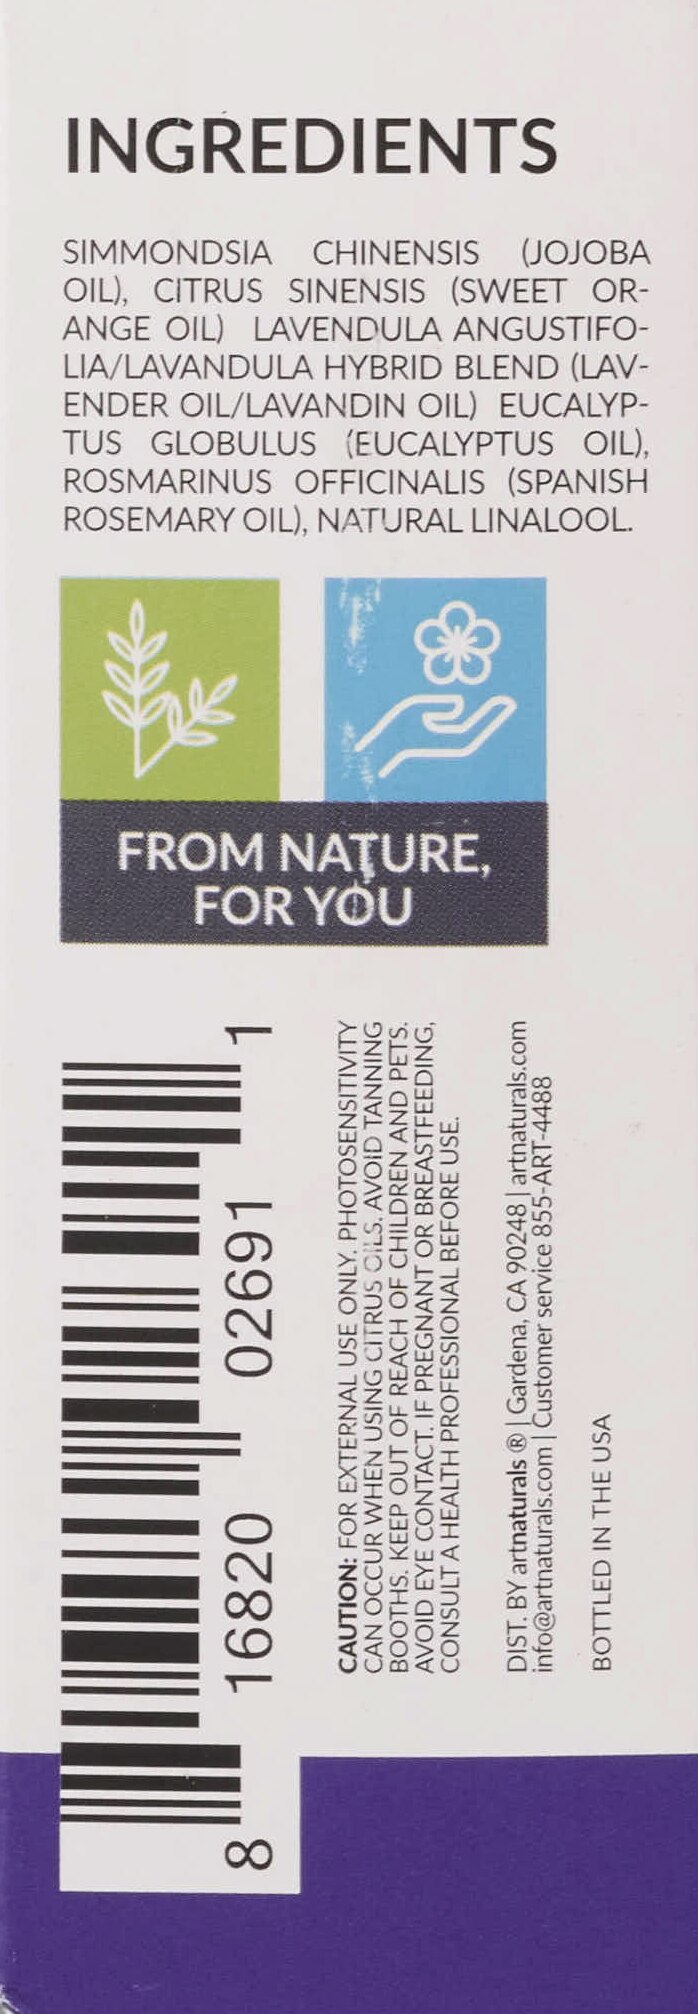 INGREDIENTS
SIMMONDSIA CHINENSIS (JOJOBA
OIL), CITRUS SINENSIS (SWEET OR-
ANGE OIL) LAVENDULA ANGUSTIFO-
LIA/LAVANDULA HYBRID BLEND (LAV-
ENDER OIL/LAVANDIN OIL) EUCALYP-
TUS GLOBULUS (EUCALYPTUS OIL),
ROSMARINUS OFFICINALIS (SPANISH
ROSEMARY OIL), NATURAL LINALOOL.
FROM NATURE,
FOR YOU
8 16820 02691 1
CAUTION: FOR EXTERNAL USE ONLY. PHOTOSENSITIVITY
CAN OCCUR WHEN USING CITRUS OILS. AVOID TANNING
BOOTHS. KEEP OUT OF REACH OF CHILDREN AND PETS.
AVOID EYE CONTACT. IF PREGNANT OR BREASTFEEDING,
CONSULT A HEALTH PROFESSIONAL BEFORE USE.
DIST. BY artnaturals ® | Gardena, CA 90248 | artnaturals.com
info@artnaturals.com | Customer service 855-ART-4488
BOTTLED IN THE USA